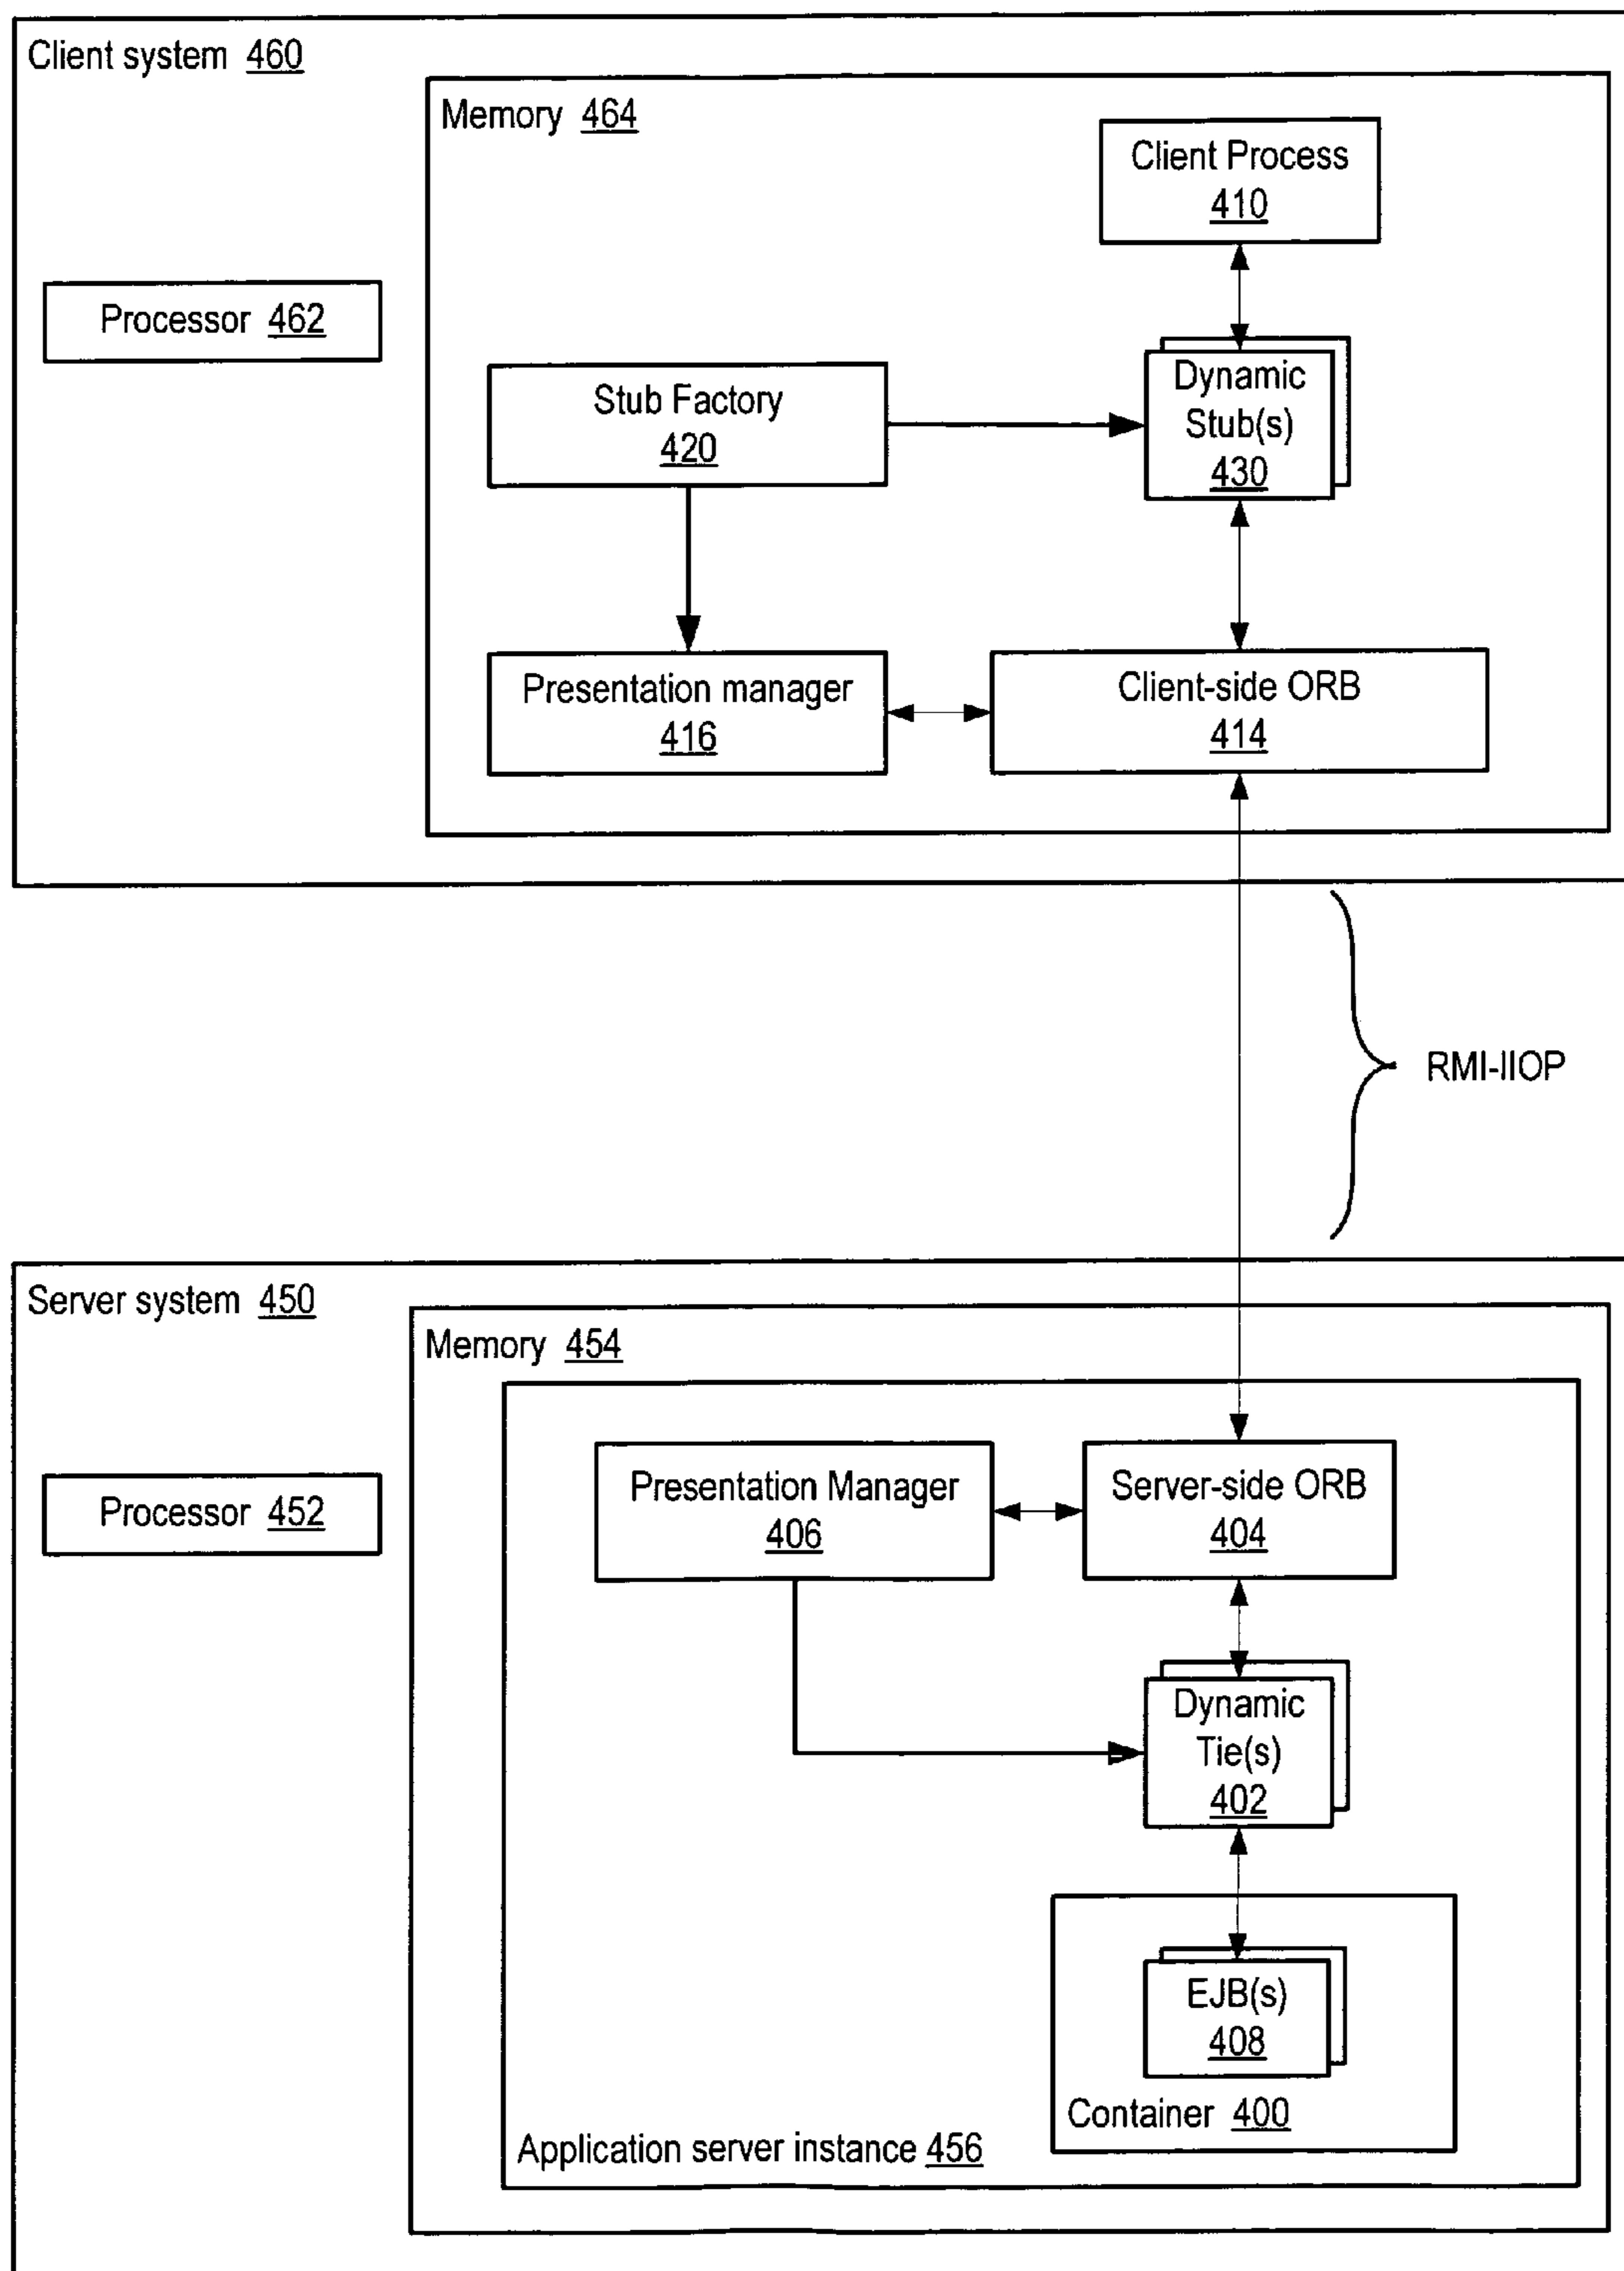 Client system 460
Memory 464
Client Process
410
Processor 462
Stub Factory
420
Dynamic
Stub(s)
430
Presentation manager
416
Client-side ORB
414
RMI-IIOP
Server system 450
Memory 454
Presentation Manager
406
Server-side ORB
404
Processor 452
Dynamic
Tie(s)
402
EJB(s)
408
Container 400
Application server instance 456